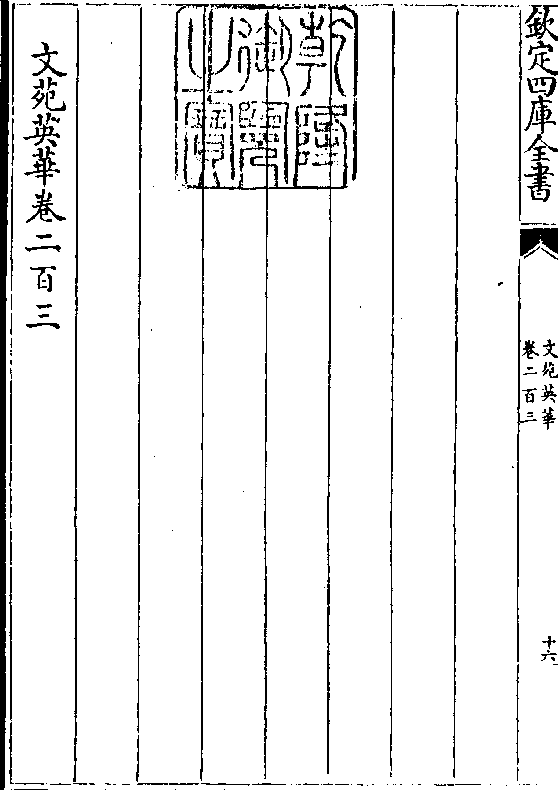 欽定四庫全書
文苑英華
卷二百三
十六
乾隆
御覽
之寶
文苑英華卷二百三